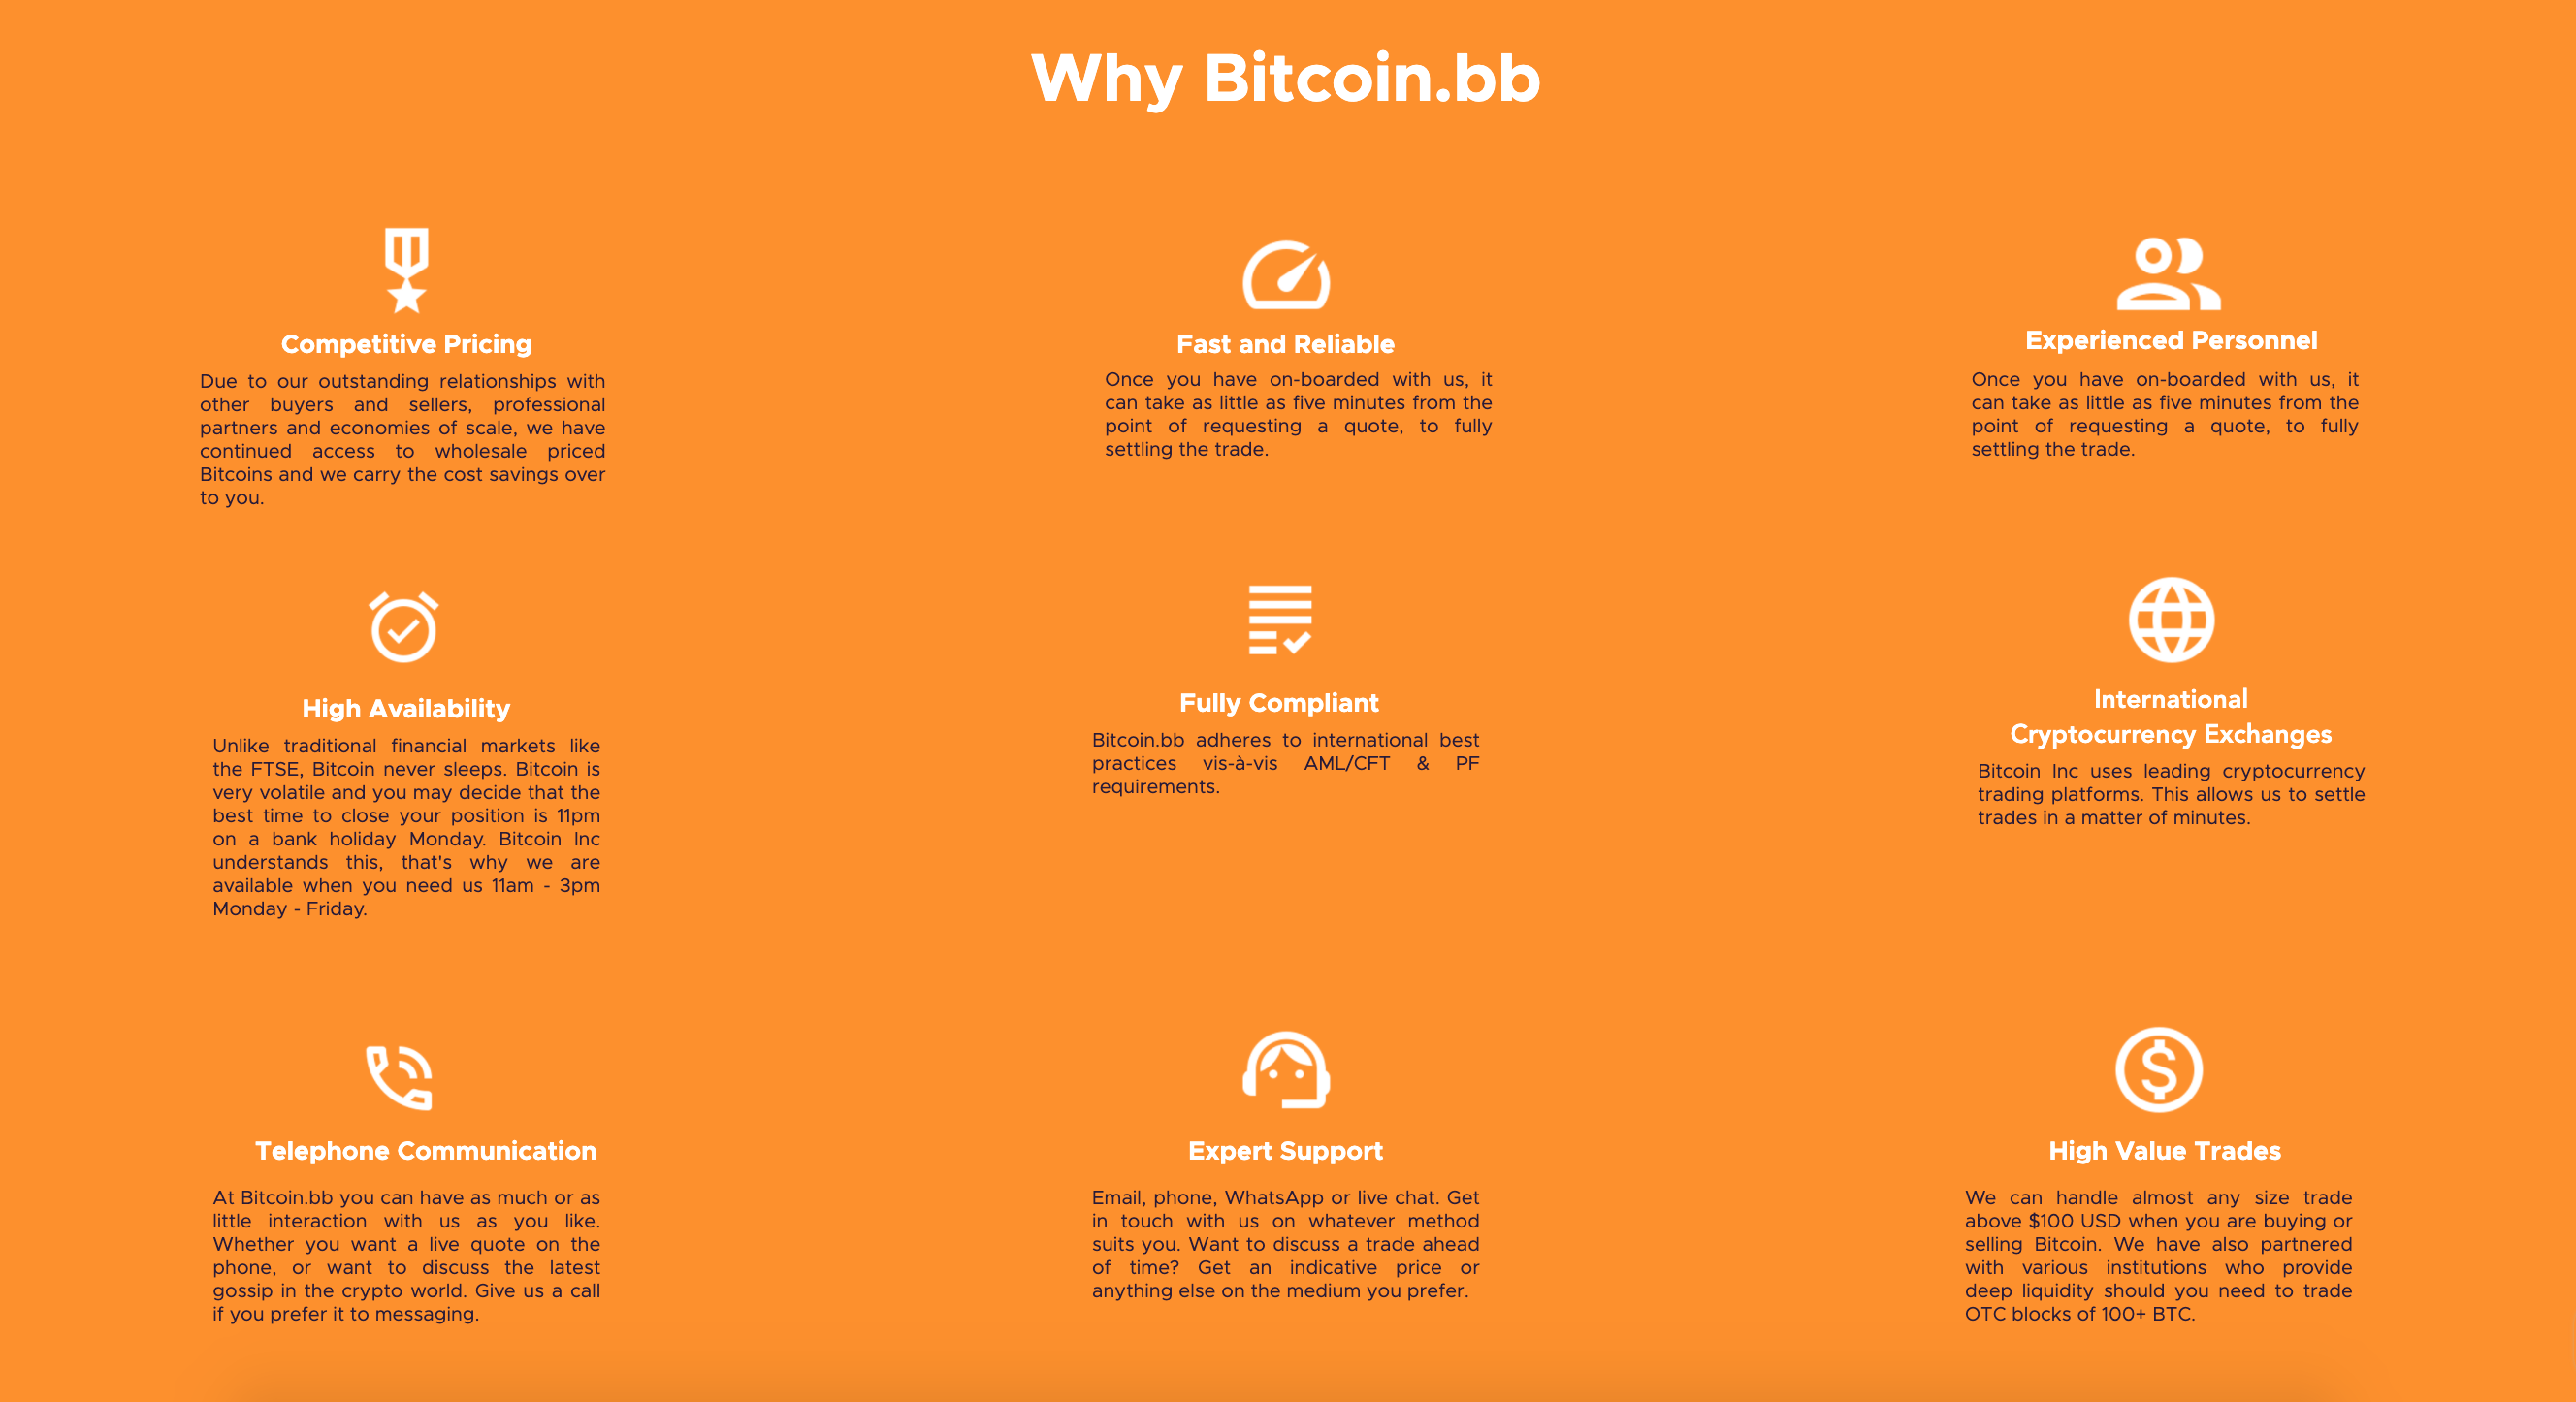 Why Bitcoin.bb
Competitive Pricing
Due to our outstanding relationships with
other buyers and sellers, professional
partners and economies of scale, we have
continued access to wholesale priced
Bitcoins and we carry the cost savings over
to you.
Fast and Reliable
Once you have on-boarded with us, it
can take as little as five minutes from the
point of requesting a quote, to fully
settling the trade.
Experienced Personnel
Once you have on-boarded with us, it
can take as little as five minutes from the
point of requesting a quote, to fully
settling the trade.
High Availability
Unlike traditional financial markets like
the FTSE, Bitcoin never sleeps. Bitcoin is
very volatile and you may decide that the
best time to close your position is 11pm
on a bank holiday Monday. Bitcoin Inc
understands this, that's why we are
available when you need us 11am - 3pm
Monday - Friday.
Fully Compliant
Bitcoin.bb adheres to international best
practices vis-à-vis AML/CFT & PF
requirements.
International
Cryptocurrency Exchanges
Bitcoin Inc uses leading cryptocurrency
trading platforms. This allows us to settle
trades in a matter of minutes.
Telephone Communication
At Bitcoin.bb you can have as much or as
little interaction with us as you like.
Whether you want a live quote on the
phone, or want to discuss the latest
gossip in the crypto world. Give us a call
if you prefer it to messaging.
Expert Support
Email, phone, WhatsApp or live chat. Get
in touch with us on whatever method
suits you. Want to discuss a trade ahead
of time? Get an indicative price or
anything else on the medium you prefer.
High Value Trades
We can handle almost any size trade
above $100 USD when you are buying or
selling Bitcoin. We have also partnered
with various institutions who provide
deep liquidity should you need to trade
OTC blocks of 100+ BTC.